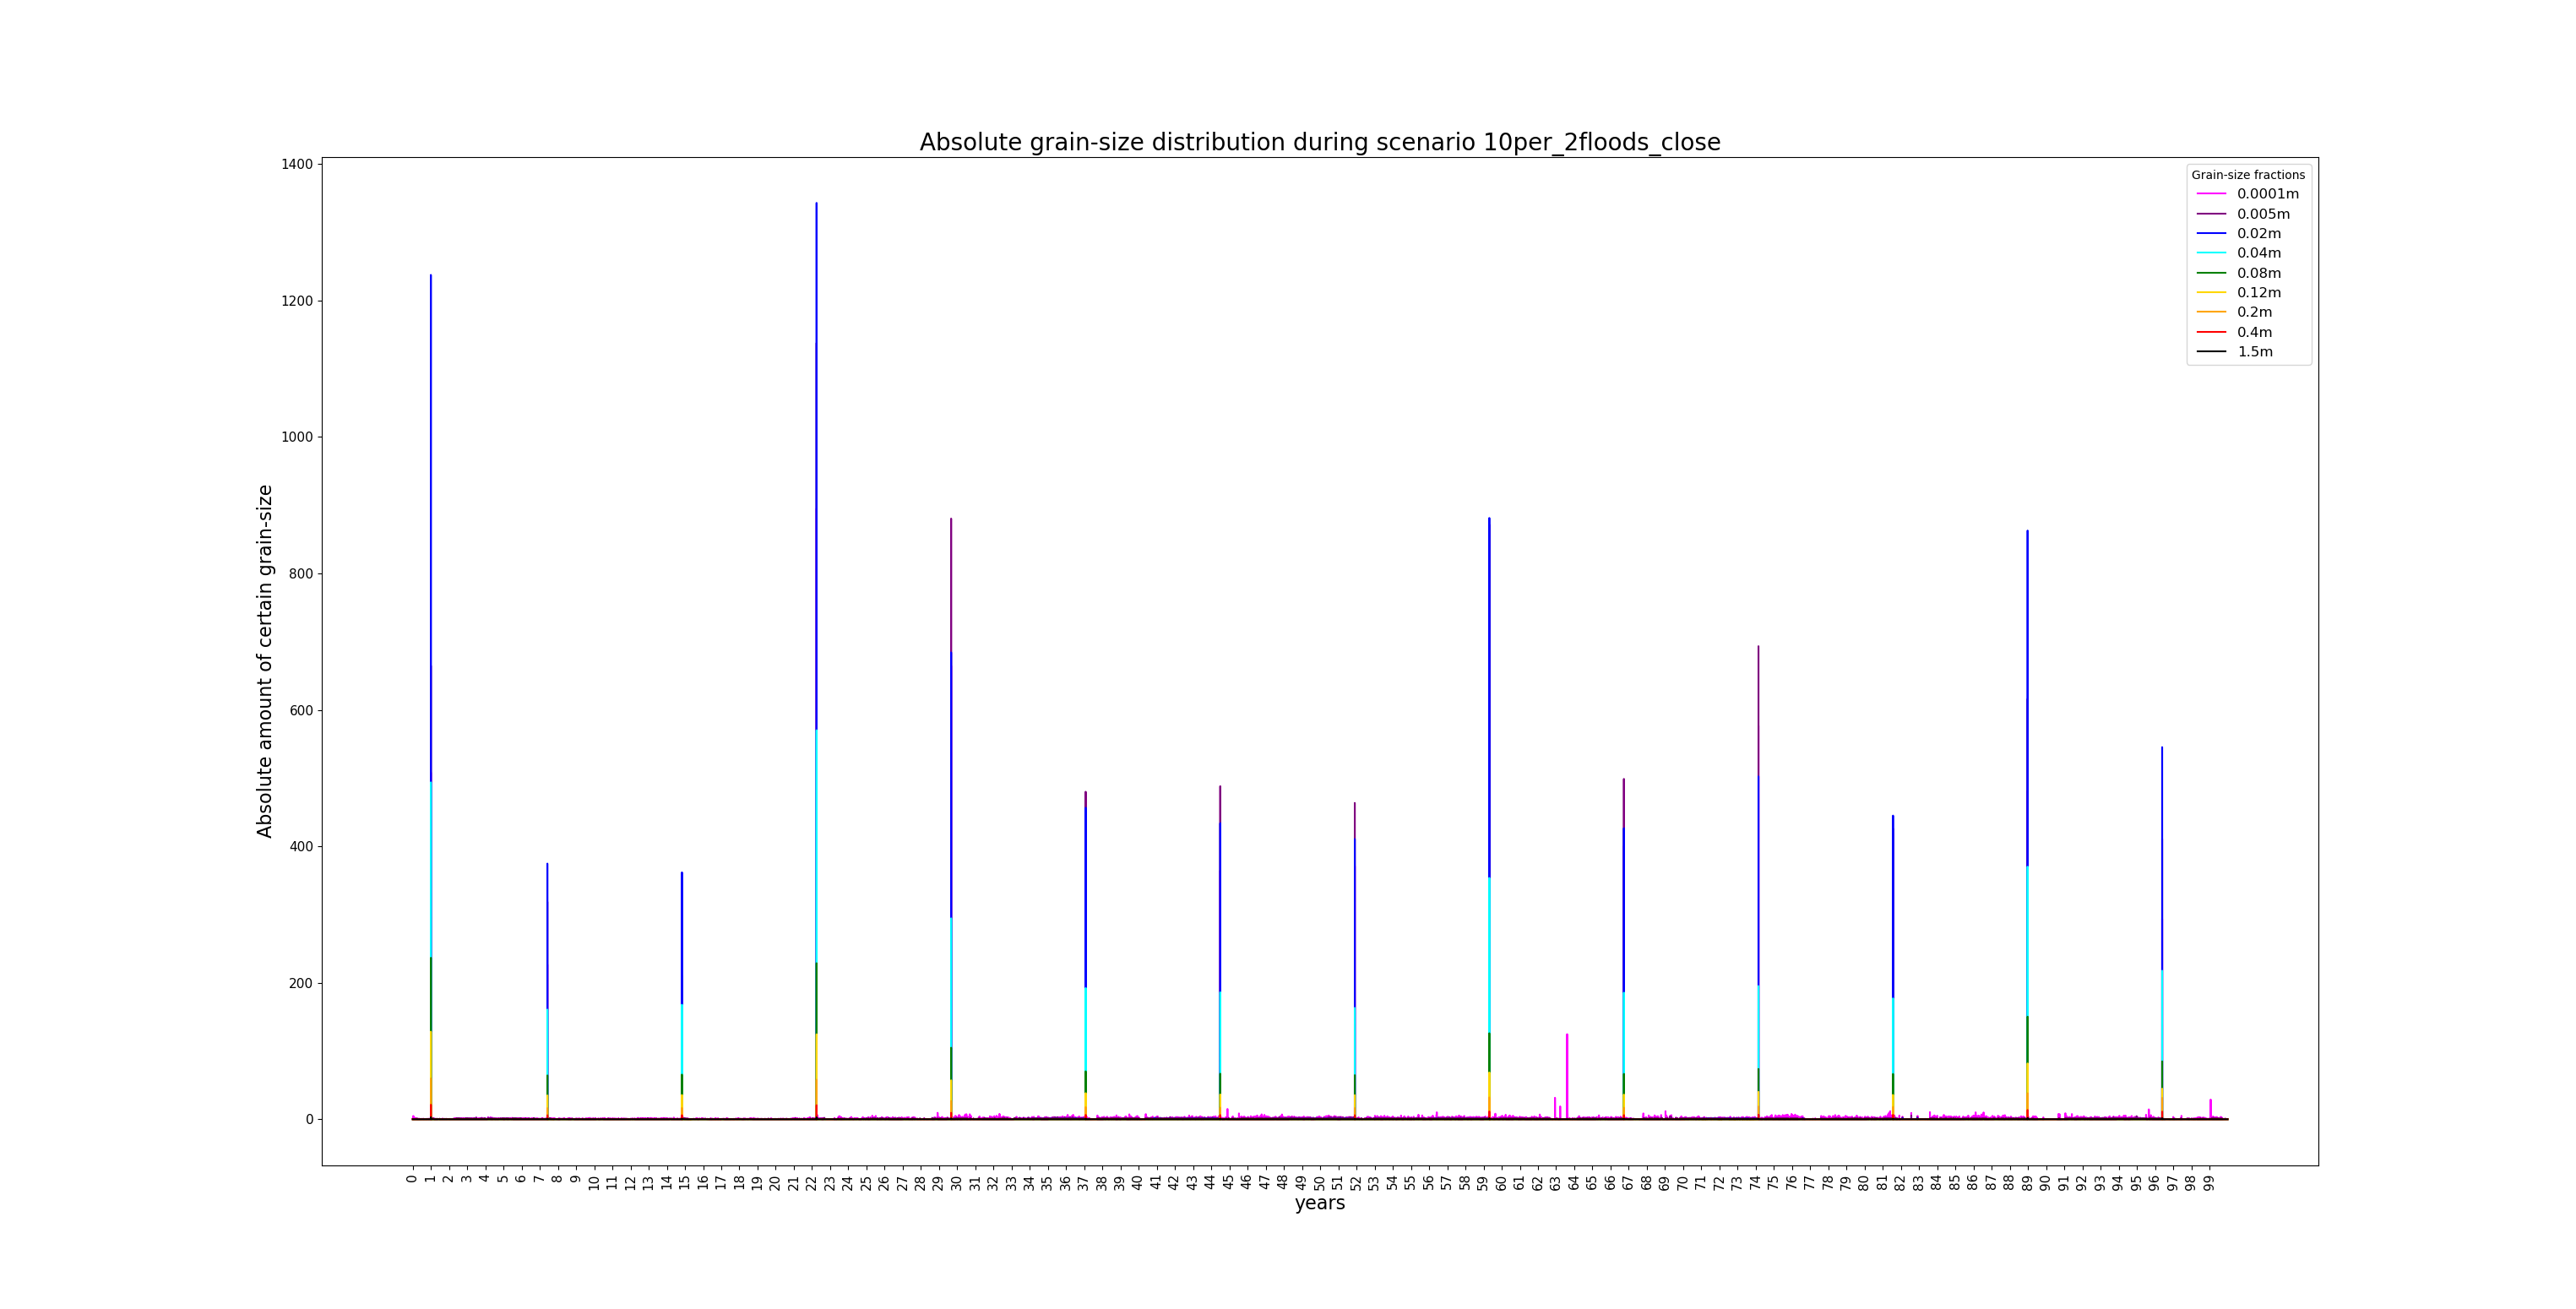 Absolute grain-size distribution during scenario 10per_2floods_close
Absolute amount of certain grain-size
1400
1200
1000
800
600
400
200
0
Grain-size fractions
0.0001m
0.005m
0.02m
0.04m
0.08m
0.12m
0.2m
0.4m
1.5m
0 1 2 3 4 5 6 7 8 9 10 11 12 13 14 15 16 17 18 19 20 21 22 23 24 25 26 27 28 29 30 31 32 33 34 35 36 37 38 39 40 41 42 43 44 45 46 47 48 49 50 51 52 53 54 55 56 57 58 59 60 61 62 63 64 65 66 67 68 69 70 71 72 73 74 75 76 77 78 79 80 81 82 83 84 85 86 87 88 89 90 91 92 93 94 95 96 97 98 99
years